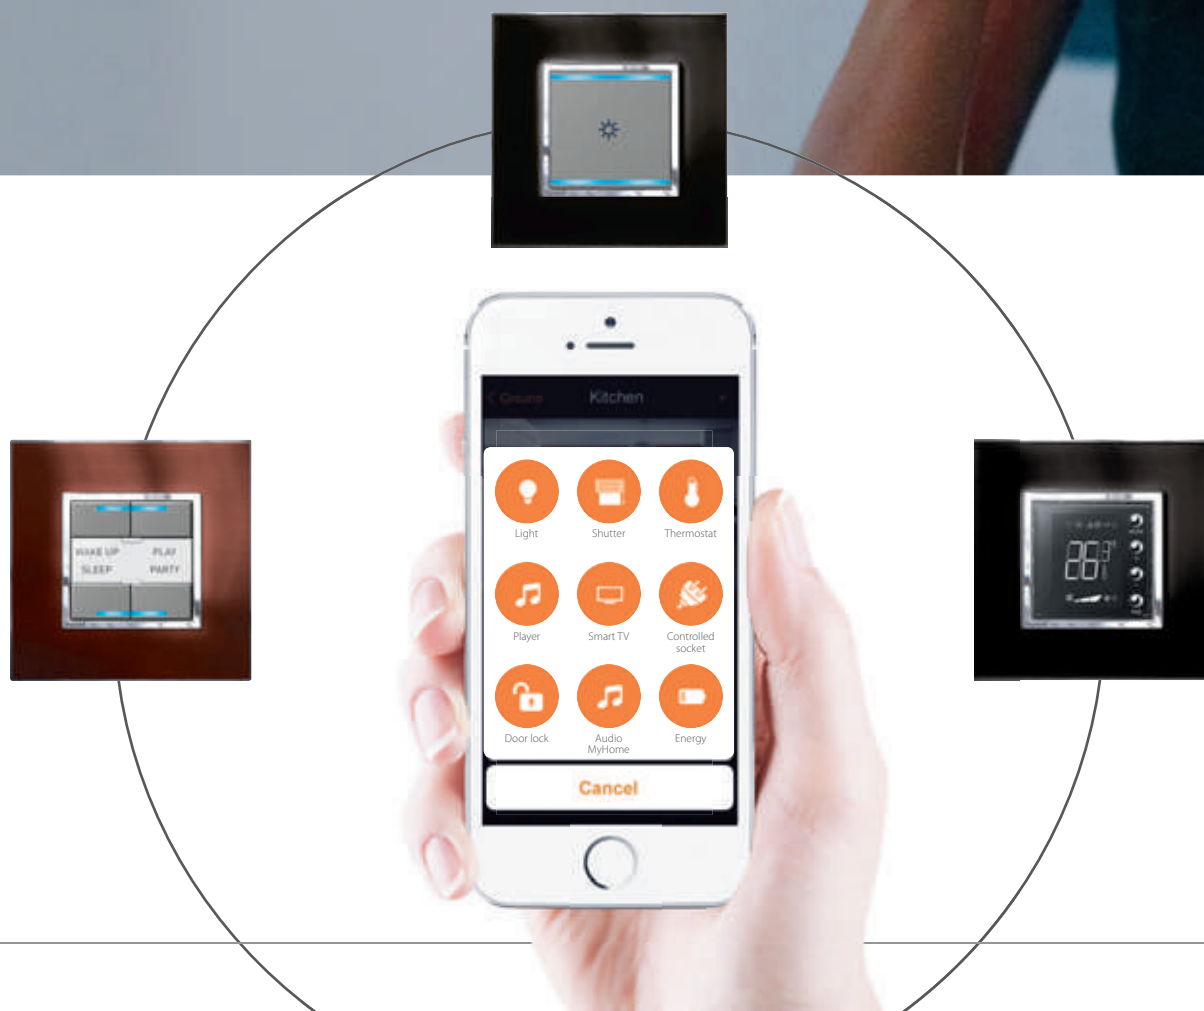 Kitchen
Light
Shutter
Thermostat
WAKE UP
PLAY
SLEEP
PARTY
26
Player
Smart TV
Controlled
socket
Door lock
Audio
MyHome
Energy
Cancel